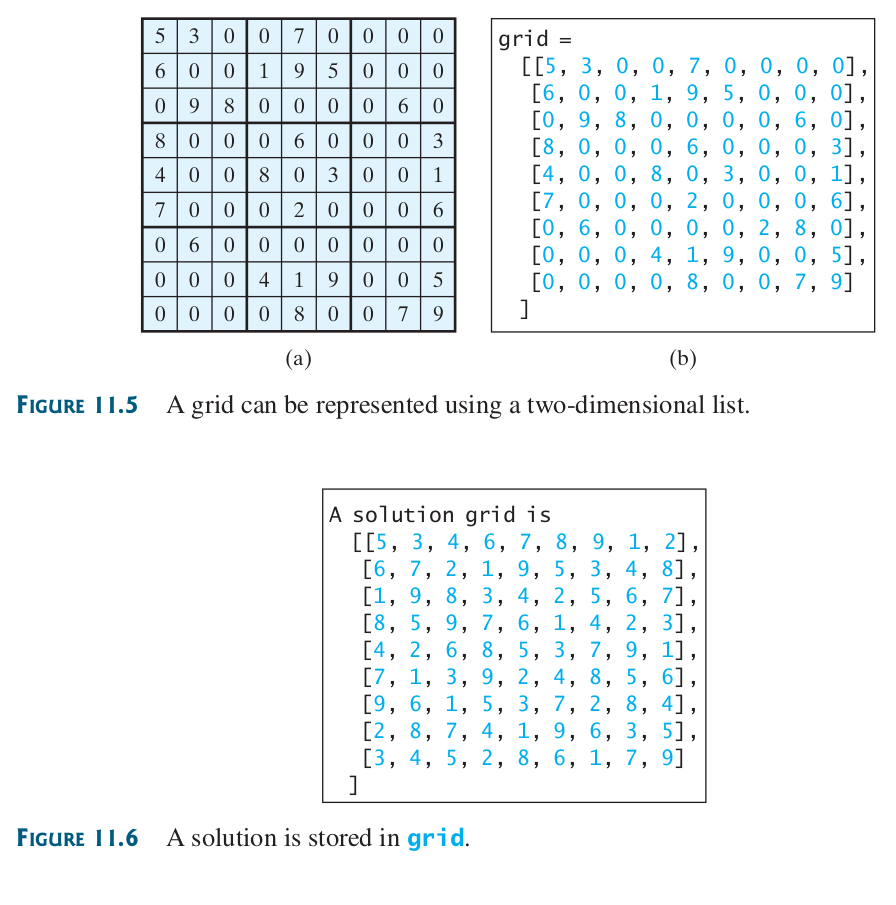 5 3 0 0 7 0 0 0 0
6 0 0 1 9 5 0 0 0
0 9 8 0 0 0 0 6 0
8 0 0 0 6 0 0 0 3
4 0 0 8 0 3 0 0 1
7 0 0 0 2 0 0 0 6
0 6 0 0 0 0 0 0 0
0 0 0 4 1 9 0 0 5
0 0 0 0 8 0 0 7 9
(a)
grid =
[[5, 3, 0, 0, 7, 0, 0, 0, 0],
[6, 0, 0, 1, 9, 5, 0, 0, 0],
[0, 9, 8, 0, 0, 0, 0, 6, 0],
[8, 0, 0, 0, 6, 0, 0, 0, 3],
[4, 0, 0, 8, 0, 3, 0, 0, 1],
[7, 0, 0, 0, 2, 0, 0, 0, 6],
[0, 6, 0, 0, 0, 0, 2, 8, 0],
[0, 0, 0, 4, 1, 9, 0, 0, 5],
[0, 0, 0, 0, 8, 0, 0, 7, 9]
]
(b)
FIGURE 11.5 A grid can be represented using a two-dimensional list.
A solution grid is
[[5, 3, 4, 6, 7, 8, 9, 1, 2],
[6, 7, 2, 1, 9, 5, 3, 4, 8],
[1, 9, 8, 3, 4, 2, 5, 6, 7],
[8, 5, 9, 7, 6, 1, 4, 2, 3],
[4, 2, 6, 8, 5, 3, 7, 9, 1],
[7, 1, 3, 9, 2, 4, 8, 5, 6],
[9, 6, 1, 5, 3, 7, 2, 8, 4],
[2, 8, 7, 4, 1, 9, 6, 3, 5],
[3, 4, 5, 2, 8, 6, 1, 7, 9]
]
FIGURE 11.6 A solution is stored in grid.